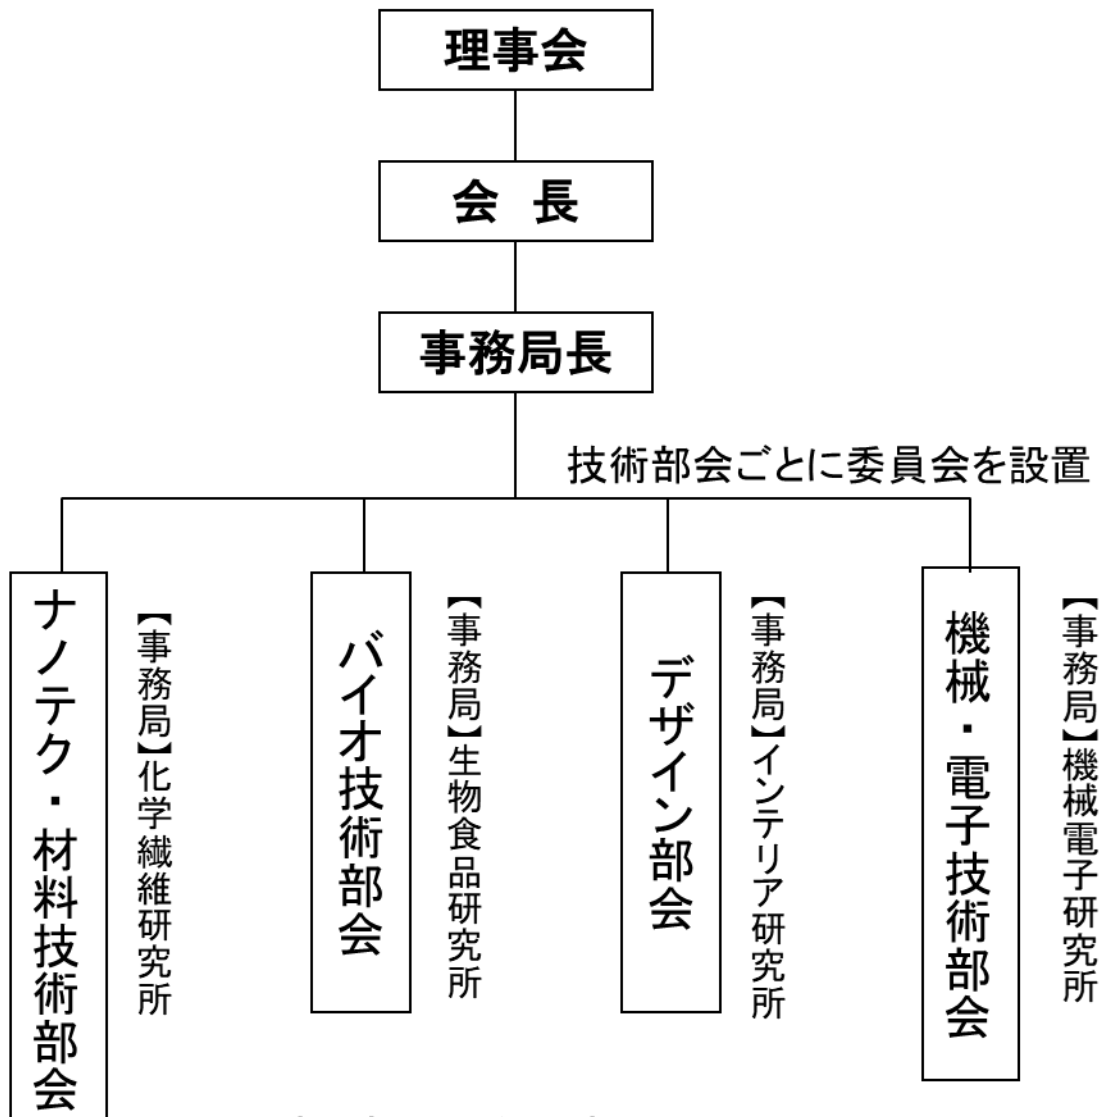 理事会
会　長
事務局長
技術部会ごとに委員会を設置
ナノテク・材料技術部会
【事務局】化学繊維研究所
バイオ技術部会
【事務局】生物食品研究所
デザイン部会
【事務局】インテリア研究所
機械・電子技術部会
【事務局】機械電子研究所